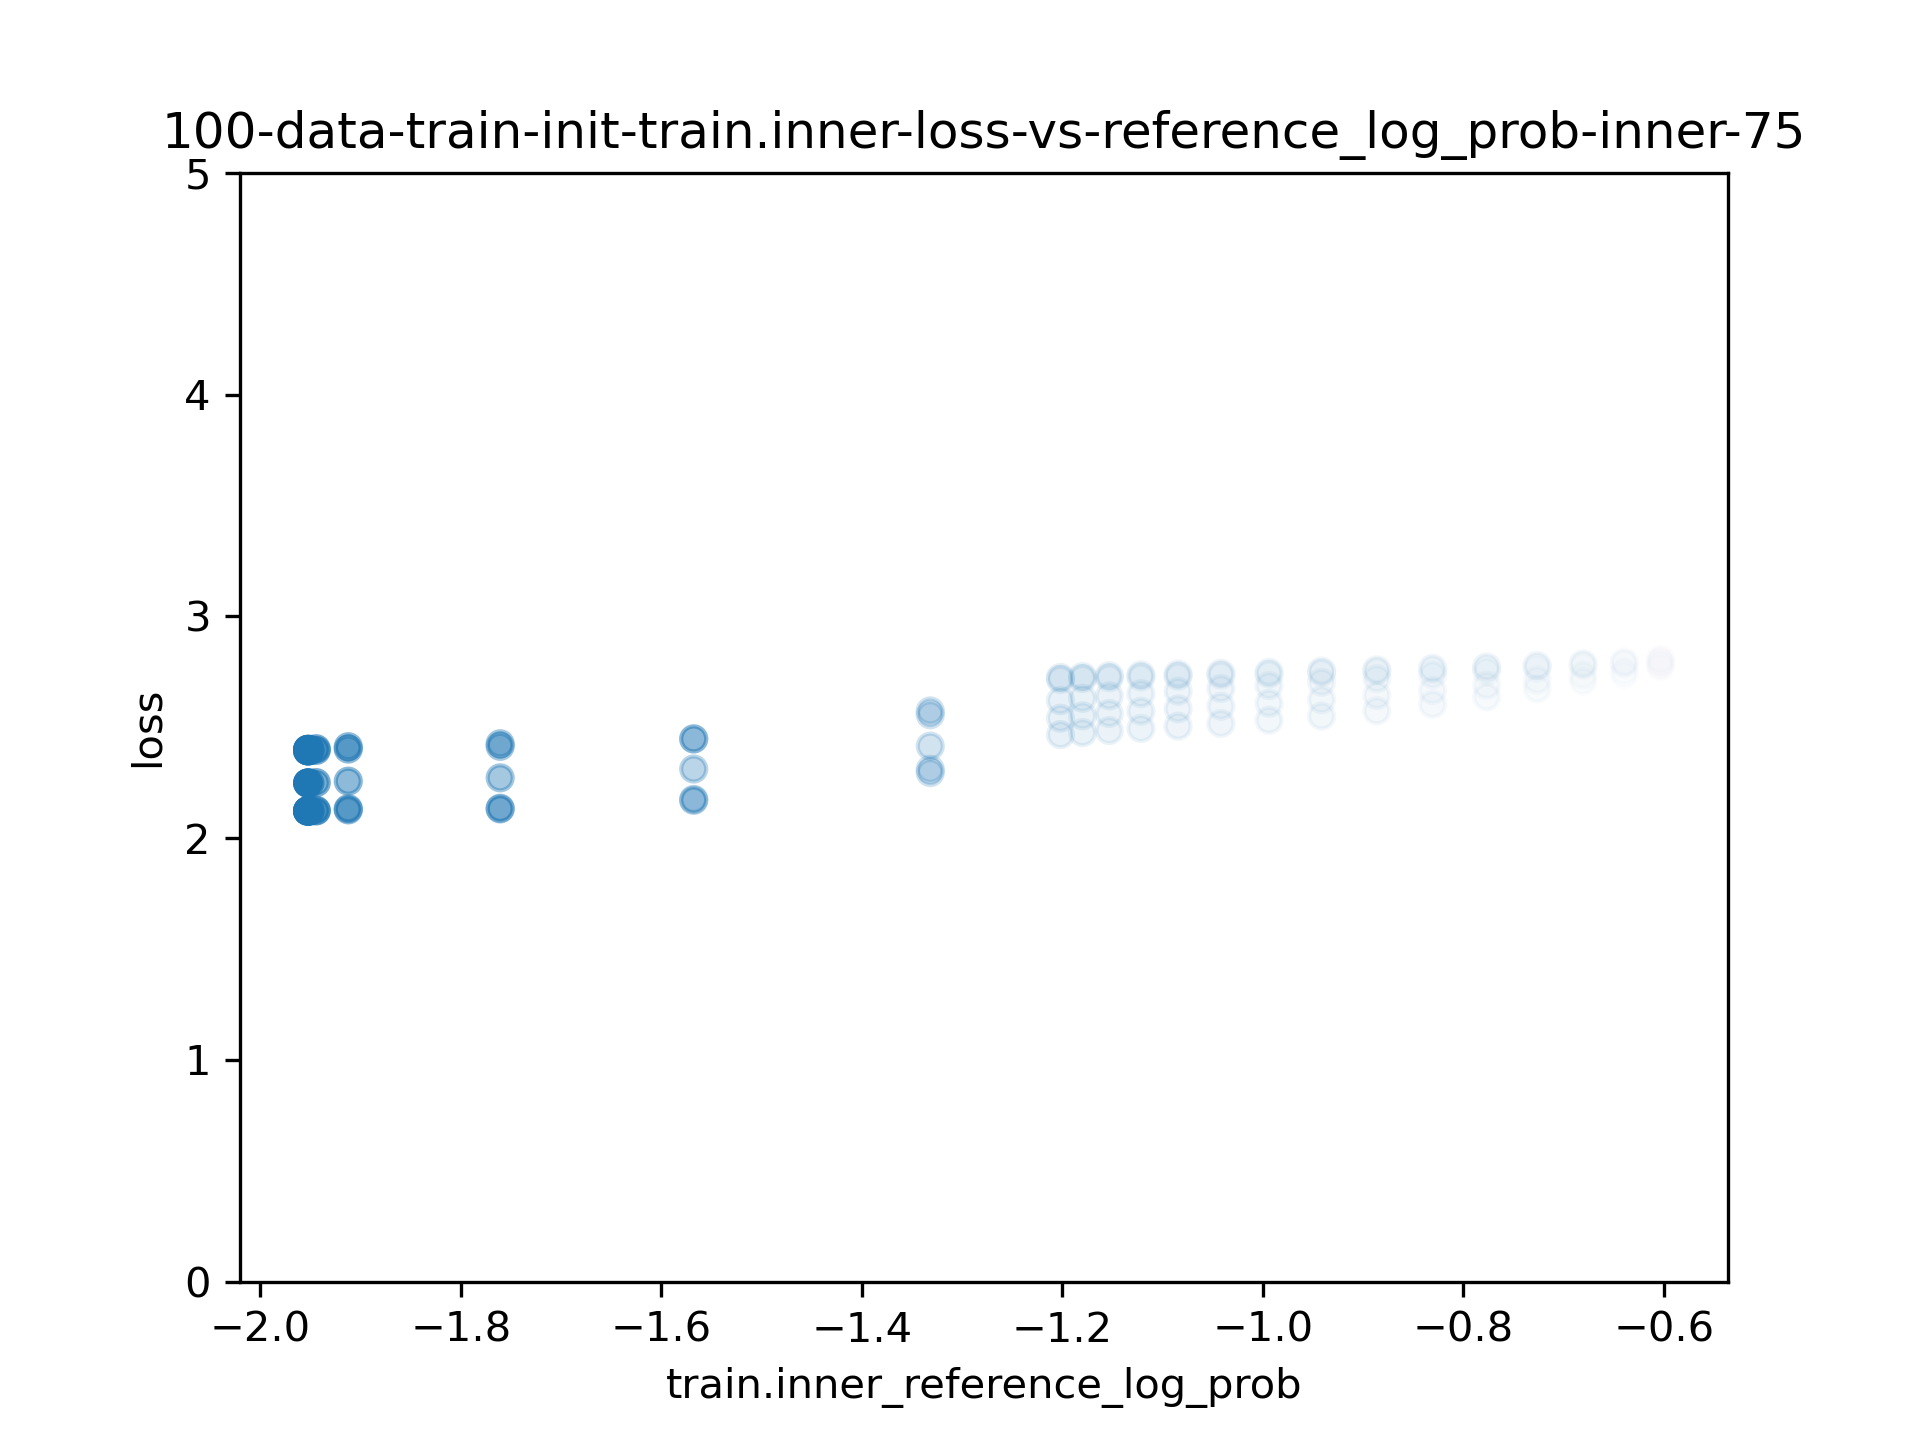 100-data-train-init-train.inner-loss-vs-reference_log_prob-inner-75
5
4
3
2
1
0
loss
−2.0 −1.8 −1.6 −1.4 −1.2 −1.0 −0.8 −0.6
train.inner_reference_log_prob